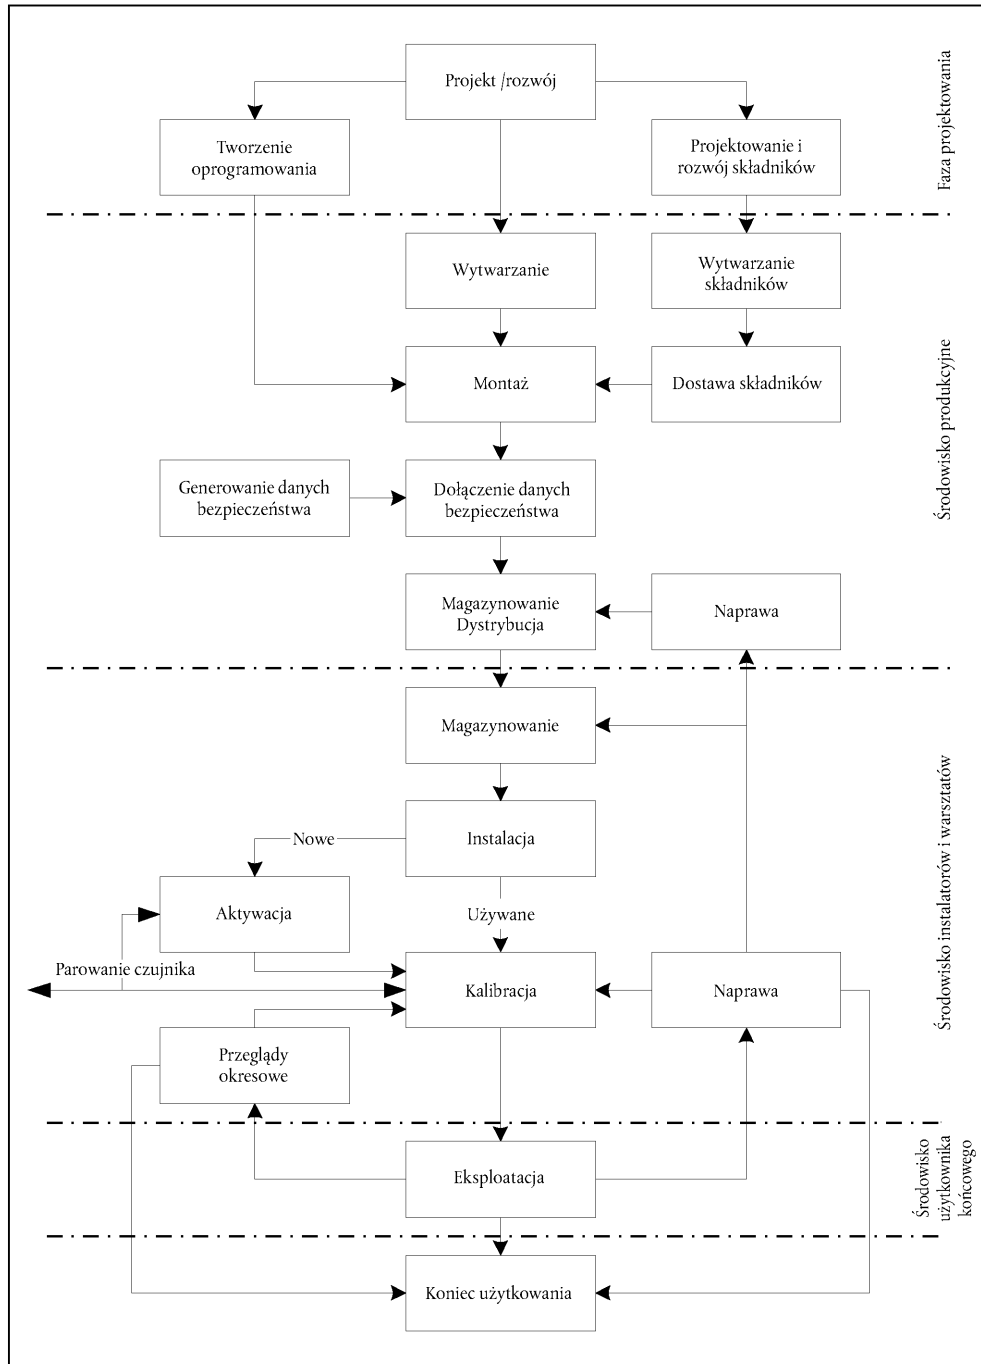 Projekt /rozwój
Tworzenie
oprogramowania
Projektowanie i
rozwój składników
Faza projektowania
Wytwarzanie
Wytwarzanie
składników
Montaż
Dostawa składników
Generowanie danych
bezpieczeństwa
Dołączenie danych
bezpieczeństwa
Magazynowanie
Dystrybucja
Naprawa
Środowisko produkcyjne
Magazynowanie
Instalacja
Nowe
Używane
Aktywacja
Parowanie czujnika
Kalibracja
Naprawa
Przeglądy
okresowe
Środowisko instalatorów i warsztatów
Eksploatacja
Środowisko
użytkownika
końcowego
Koniec użytkowania